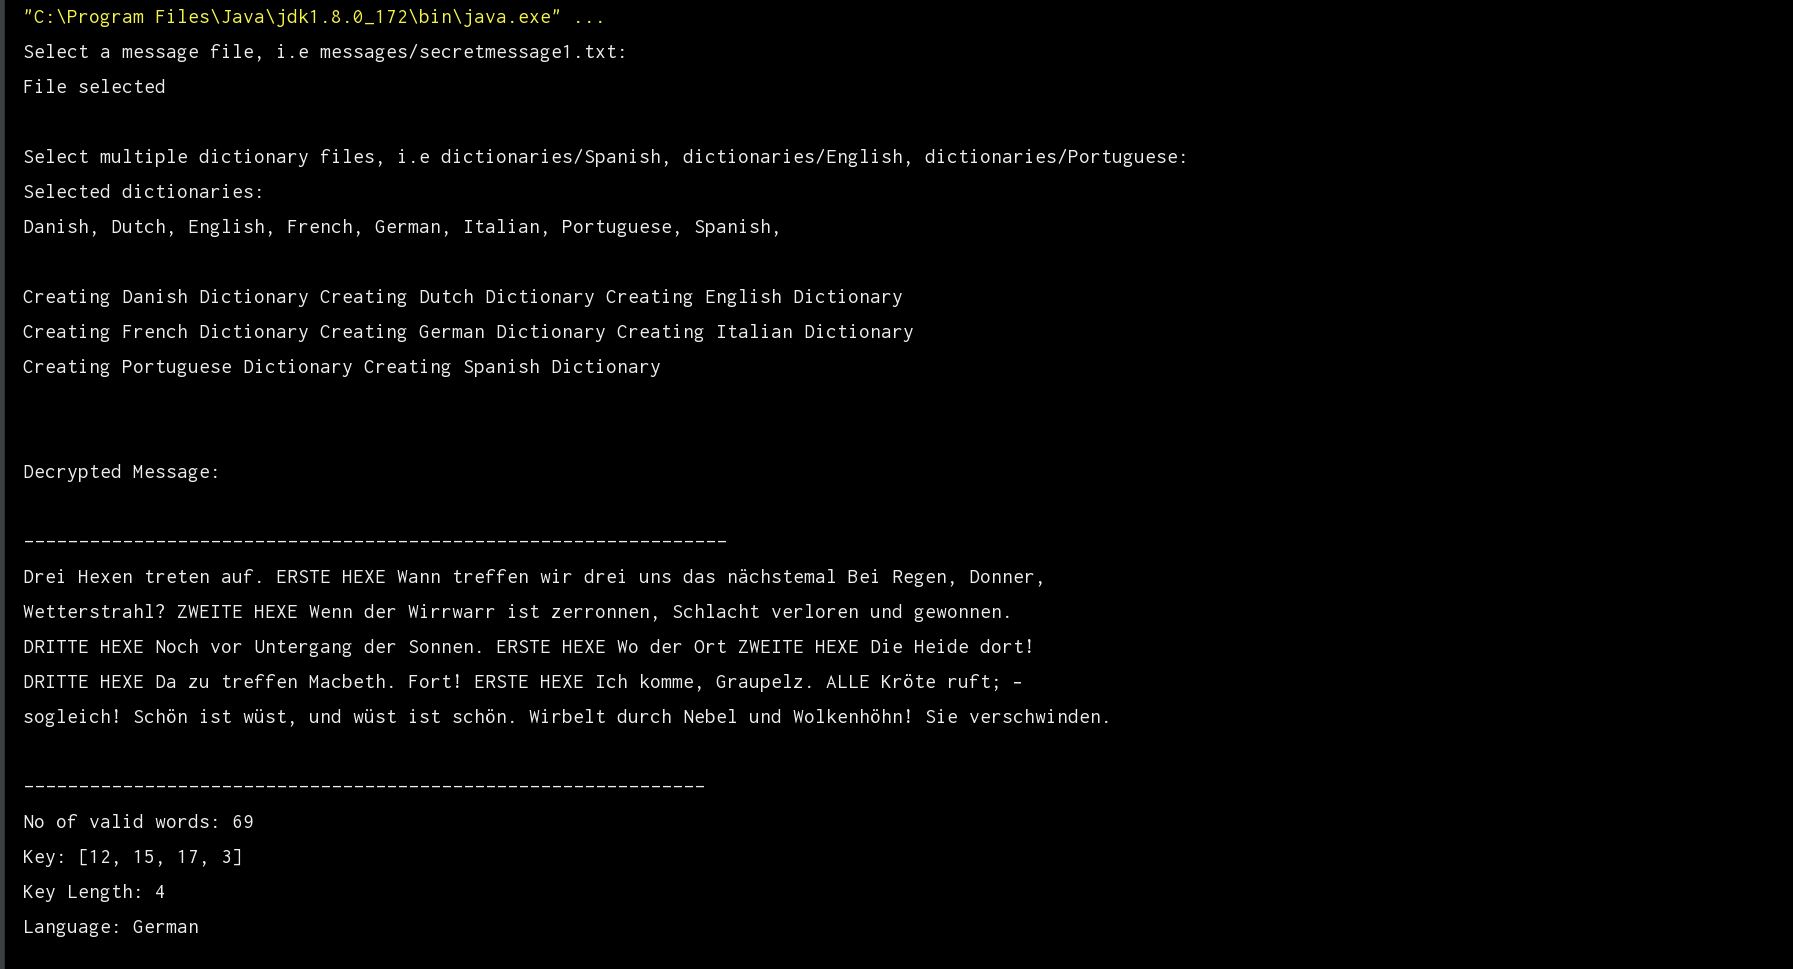 "C:\Program Files\Java\jdk1.8.0_172\bin\java.exe" ...
Select a message file, i.e messages/secretmessage1.txt:
File selected
Select multiple dictionary files, i.e dictionaries/Spanish, dictionaries/English, dictionaries/Portuguese:
Selected dictionaries:
Danish, Dutch, English, French, German, Italian, Portuguese, Spanish,
Creating Danish Dictionary Creating Dutch Dictionary Creating English Dictionary
Creating French Dictionary Creating German Dictionary Creating Italian Dictionary
Creating Portuguese Dictionary Creating Spanish Dictionary
Decrypted Message:
----------------------------------------------------------------
Drei Hexen treten auf. ERSTE HEXE Wann treffen wir drei uns das nächstemal Bei Regen, Donner,
Wetterstrahl? ZWEITE HEXE Wenn der Wirrwarr ist zerronnen, Schlacht verloren und gewonnen.
DRITTE HEXE Noch vor Untergang der Sonnen. ERSTE HEXE Wo der Ort ZWEITE HEXE Die Heide dort!
DRITTE HEXE Da zu treffen Macbeth. Fort! ERSTE HEXE Ich komme, Graupelz. ALLE Kröte ruft; –
sogleich! Schön ist wüst, und wüst ist schön. Wirbelt durch Nebel und Wolkenhöhn! Sie verschwinden.
--------------------------------------------------------------
No of valid words: 69
Key: [12, 15, 17, 3]
Key Length: 4
Language: German